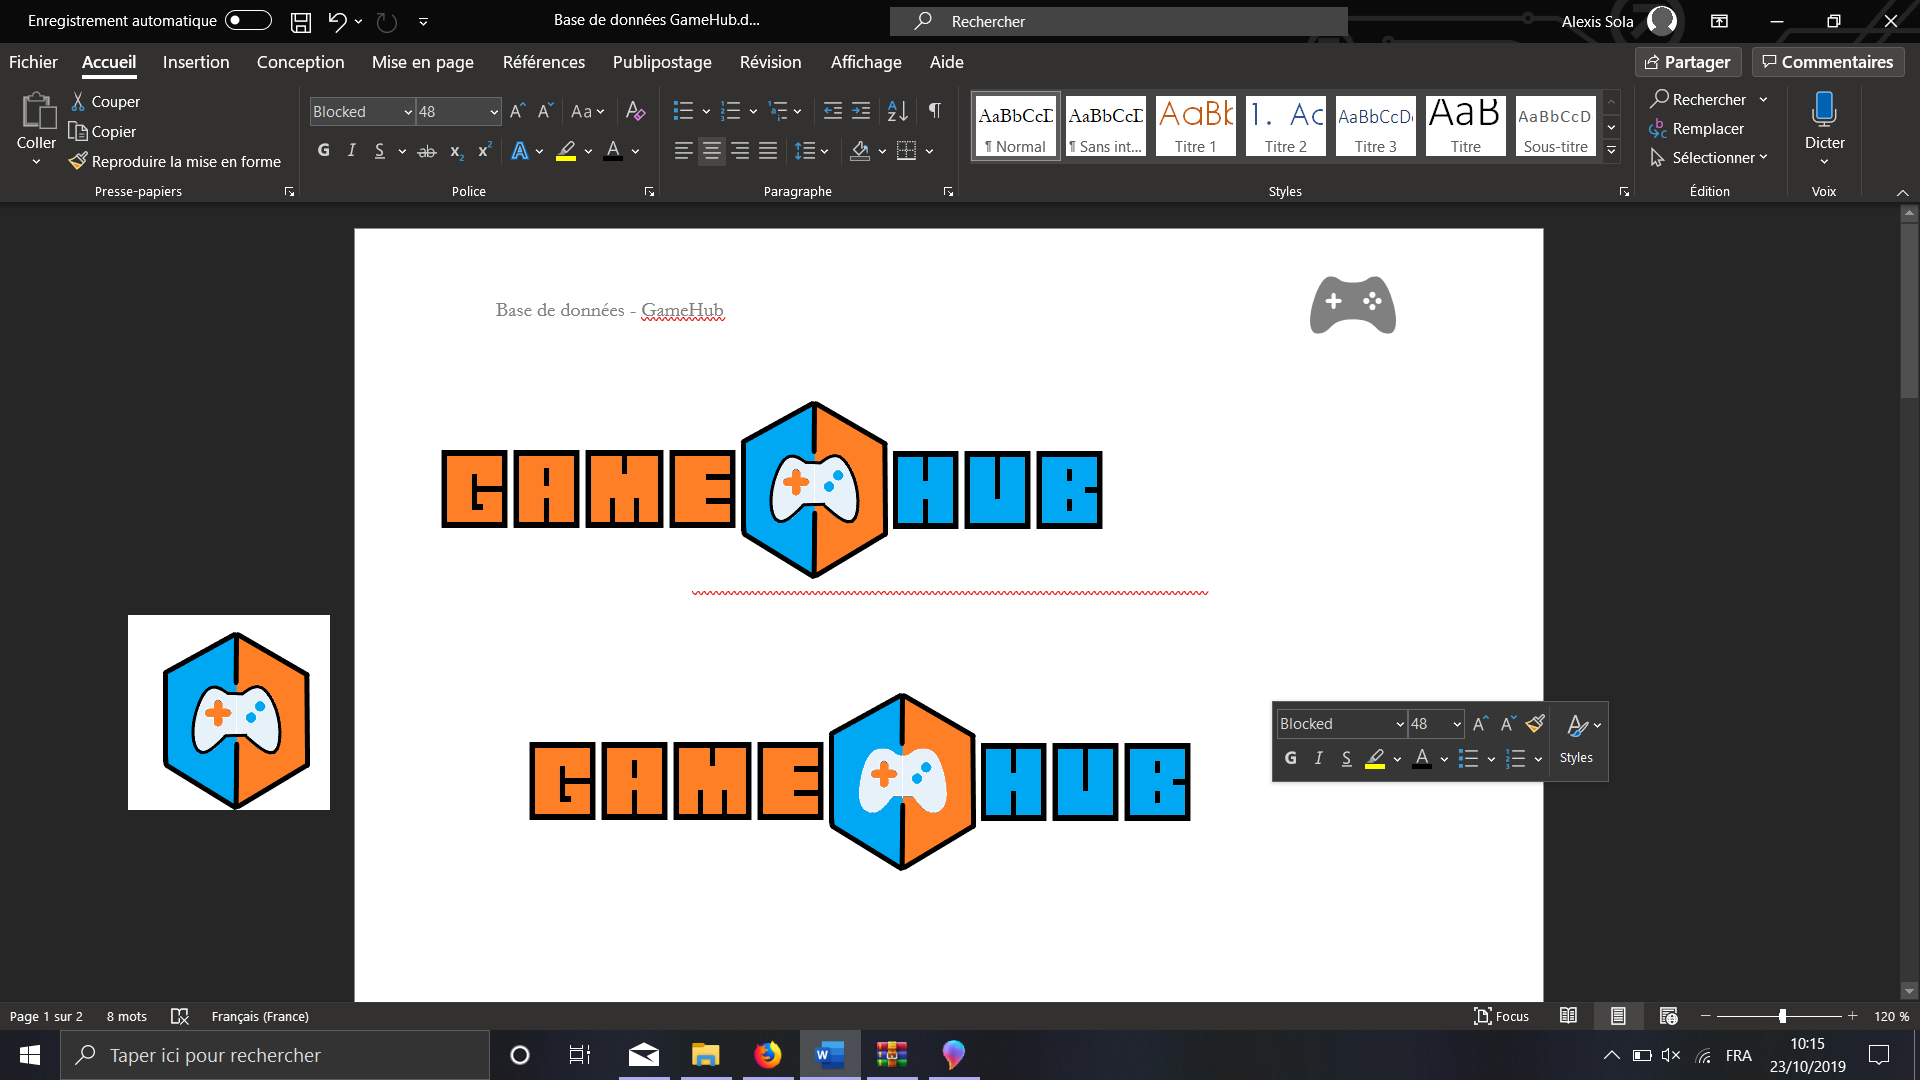 Enregistrement automatique
Base de données GameHub.d...
Rechercher
Alexis Sola
Fichier Accueil Insertion Conception Mise en page Références Publipostage Révision Affichage Aide
Partager Commentaires
Coller
Couper
Copier
Reproduire la mise en forme
Presse-papiers
Blocked 48
Aa
G I S ab x₂ x² A A
Police
Paragraphe
AaBbCcD AaBbCcD AaBb 1. Ac AaBbCcD AaB AaBbCcD
¶ Normal ¶ Sans int... Titre 1 Titre 2 Titre 3 Titre Sous-titre
Styles
Rechercher
Remplacer
Sélectionner
Édition
Dicter
Voix
Base de données - GameHub
GAME HUB
GAME HUB
Blocked 48
G I S A
Styles
Page 1 sur 2 8 mots Français (France)
Focus
120 %
Taper ici pour rechercher
FRA
10:15
23/10/2019